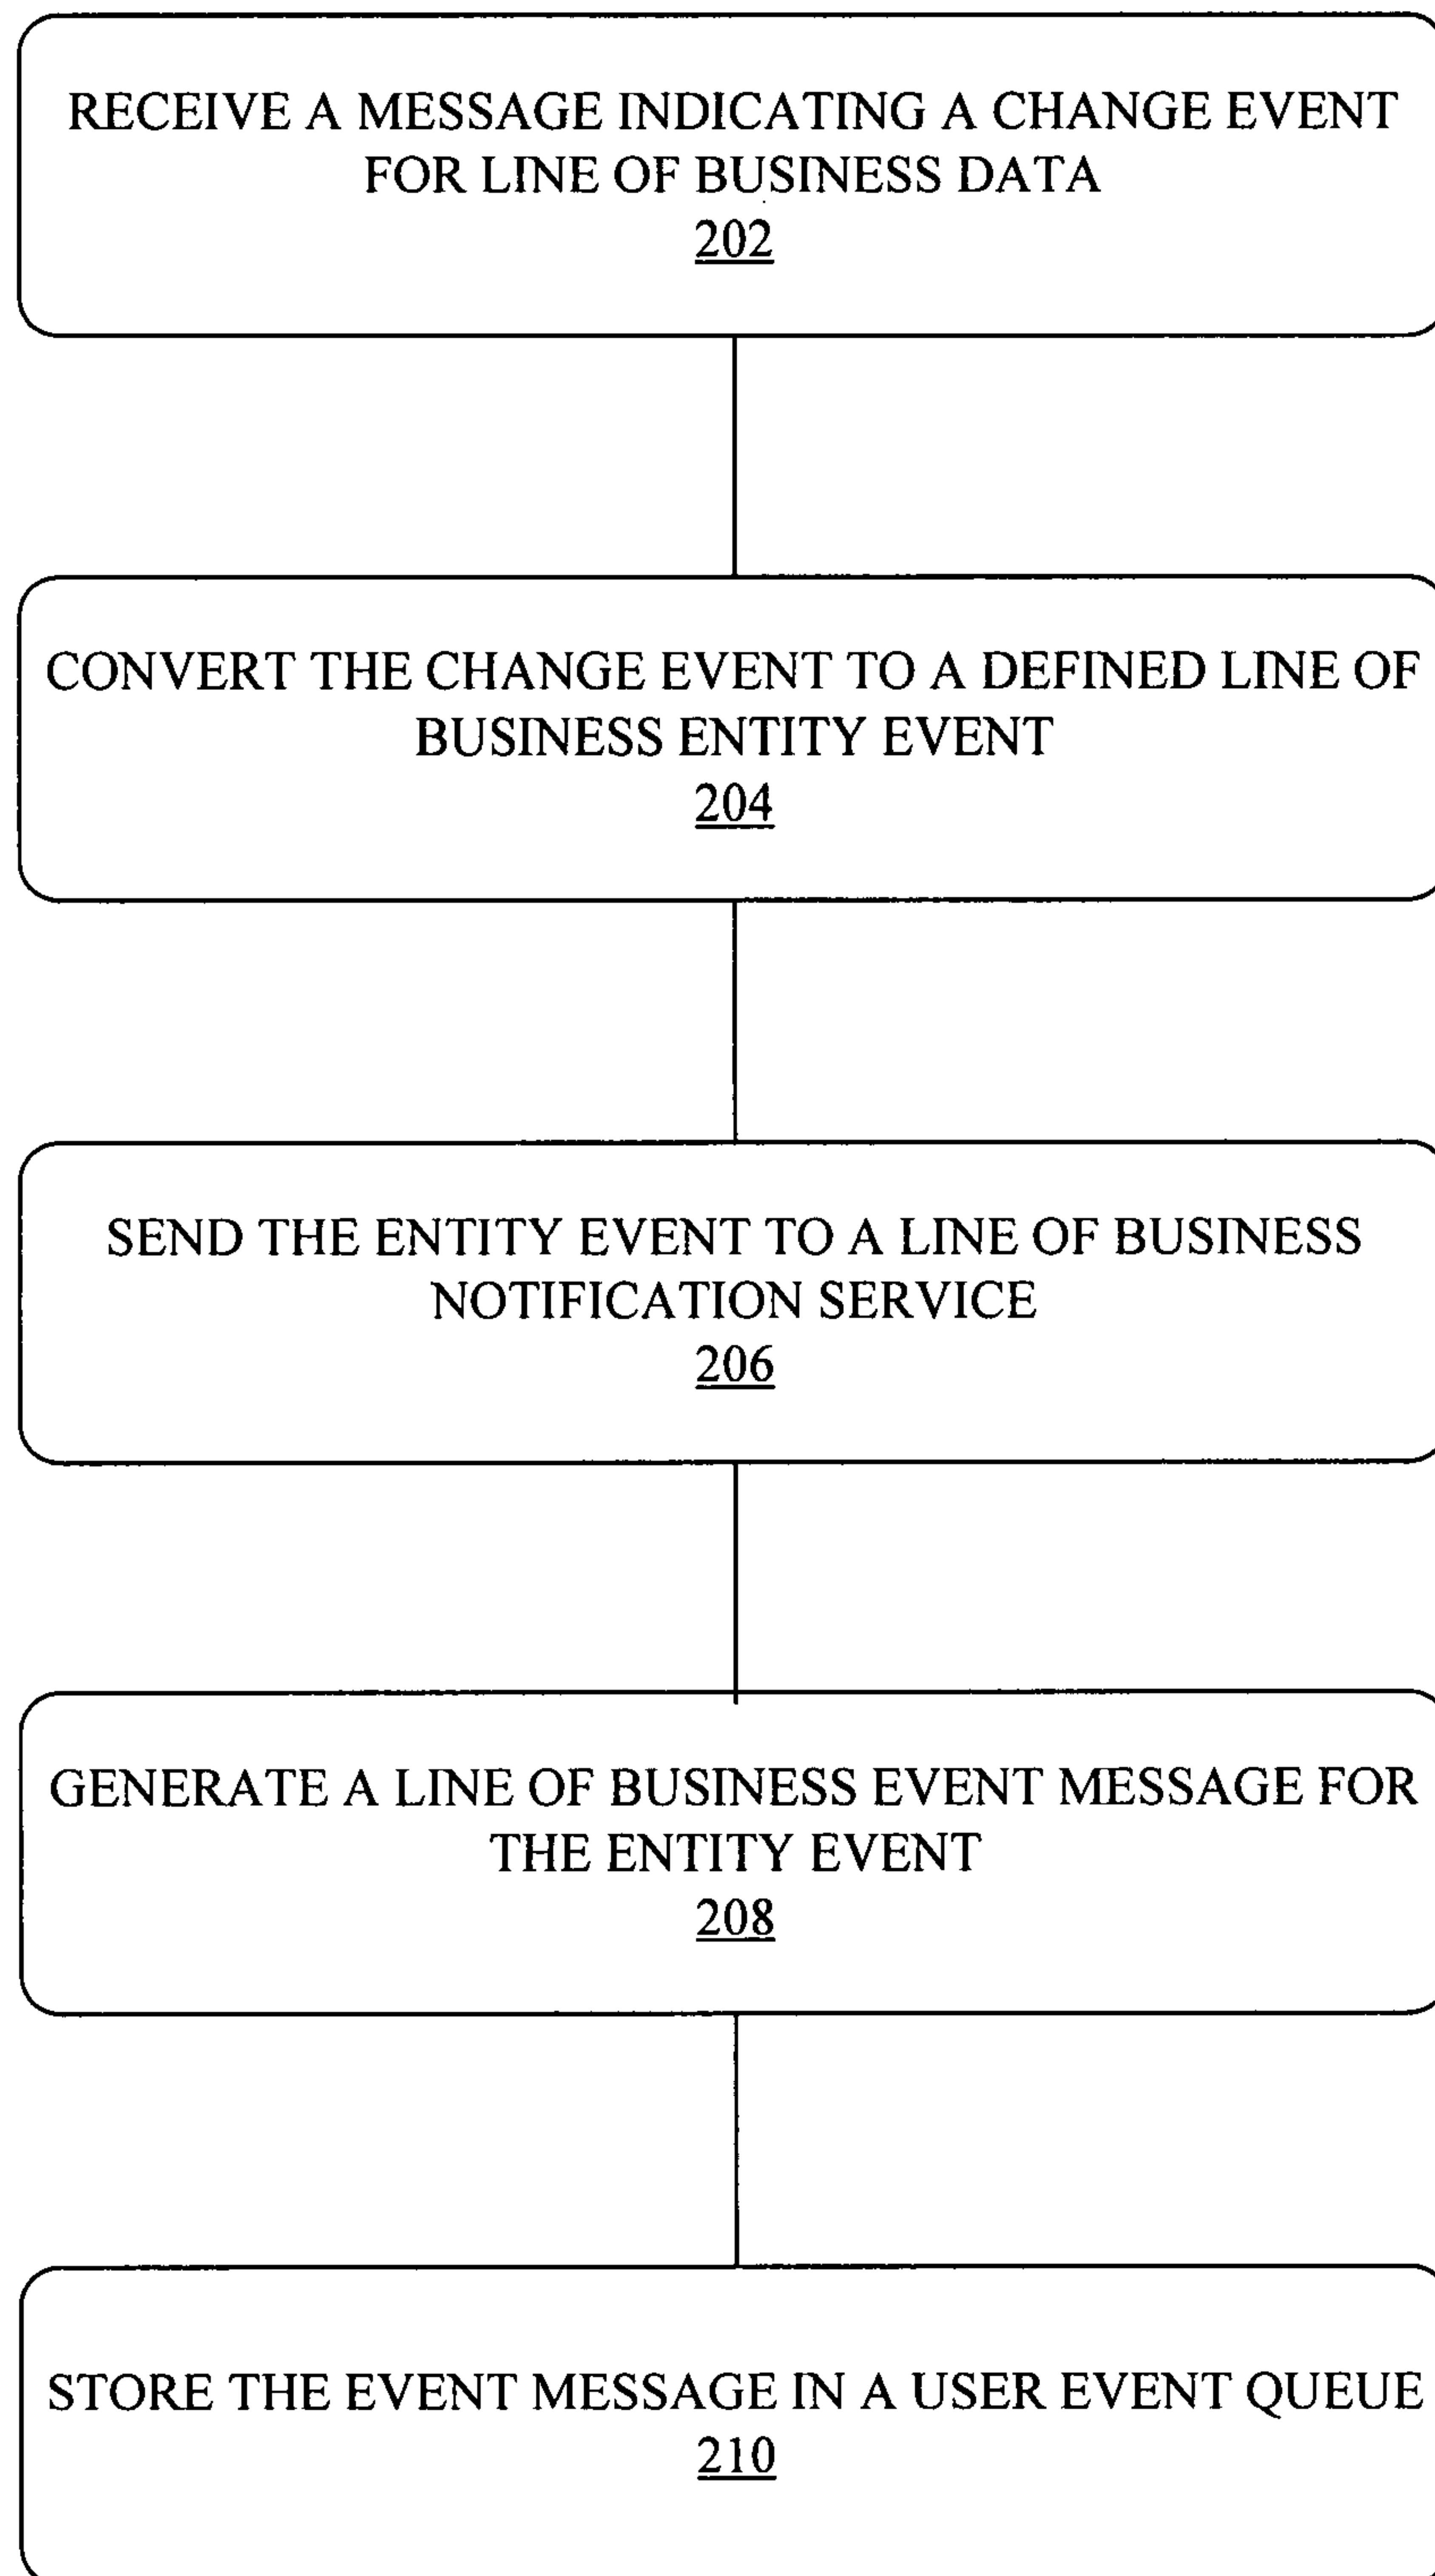 RECEIVE A MESSAGE INDICATING A CHANGE EVENT
FOR LINE OF BUSINESS DATA
202
CONVERT THE CHANGE EVENT TO A DEFINED LINE OF
BUSINESS ENTITY EVENT
204
SEND THE ENTITY EVENT TO A LINE OF BUSINESS
NOTIFICATION SERVICE
206
GENERATE A LINE OF BUSINESS EVENT MESSAGE FOR
THE ENTITY EVENT
208
STORE THE EVENT MESSAGE IN A USER EVENT QUEUE
210